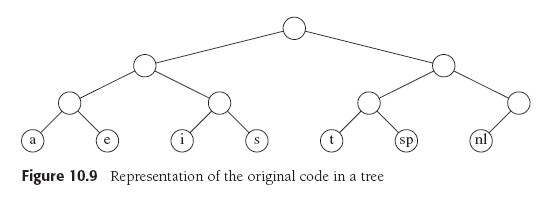 a e i s t sp nl
Figure 10.9 Representation of the original code in a tree